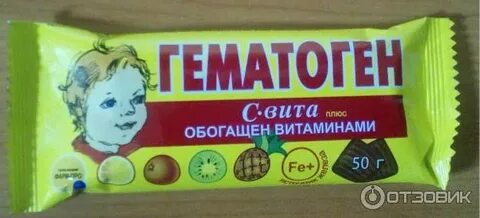 ГЕМАТОГЕН
С-вита плюс
ОБОГАЩЕН ВИТАМИНАМИ
Fe+
50 г
ОТЗОВИК